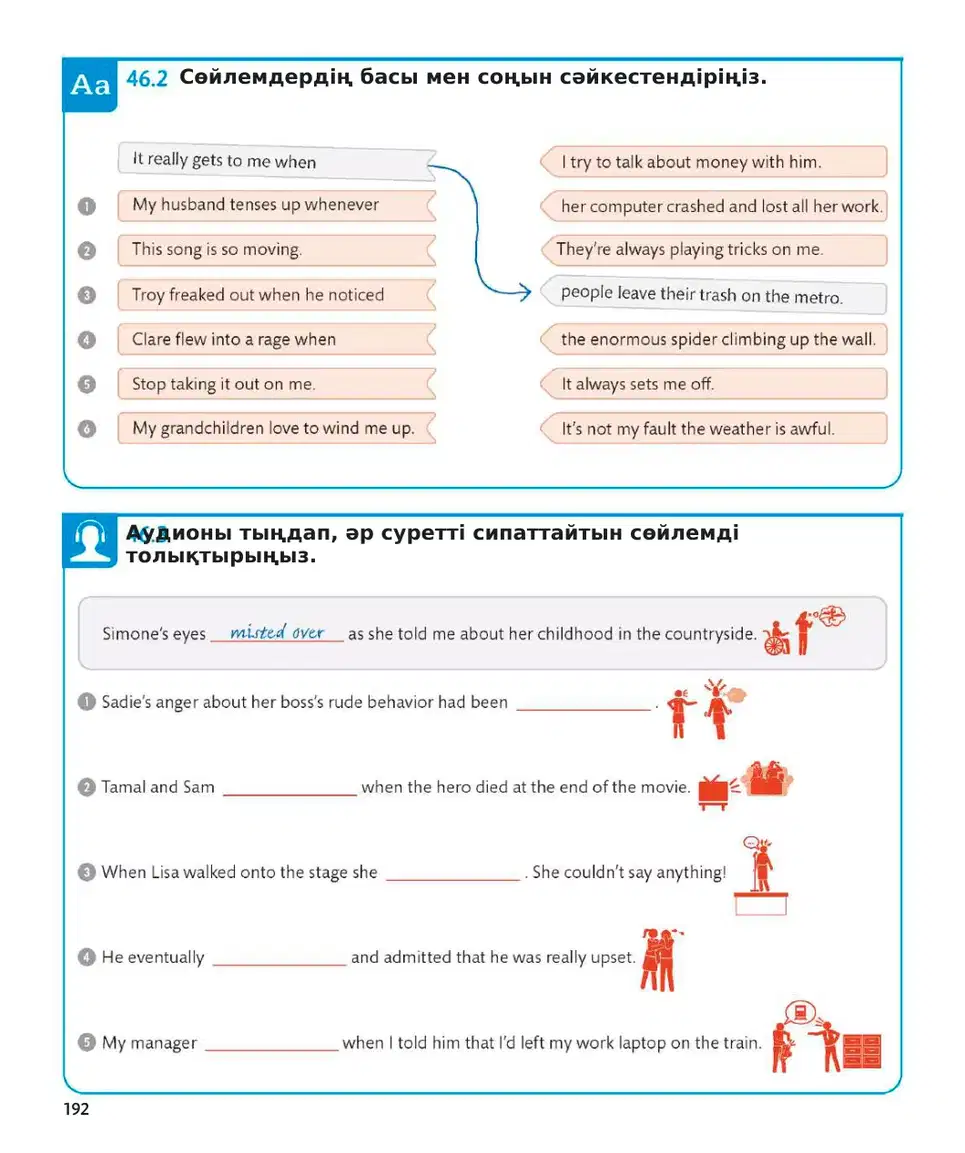 Aa 46.2 Сөйлемдердің басы мен соңын сәйкестендіріңіз.
It really gets to me when
I try to talk about money with him.
1 My husband tenses up whenever
her computer crashed and lost all her work.
2 This song is so moving.
They're always playing tricks on me.
3 Troy freaked out when he noticed
people leave their trash on the metro.
4 Clare flew into a rage when
the enormous spider climbing up the wall.
5 Stop taking it out on me.
It always sets me off.
6 My grandchildren love to wind me up.
It's not my fault the weather is awful.
Аудионы тыңдап, әр суретті сипаттайтын сөйлемді
толықтырыңыз.
Simone's eyes misted over as she told me about her childhood in the countryside.
1 Sadie's anger about her boss's rude behavior had been ____________ .
2 Tamal and Sam ____________ when the hero died at the end of the movie.
3 When Lisa walked onto the stage she ____________ . She couldn't say anything!
4 He eventually ____________ and admitted that he was really upset.
5 My manager ____________ when I told him that I'd left my work laptop on the train.
192